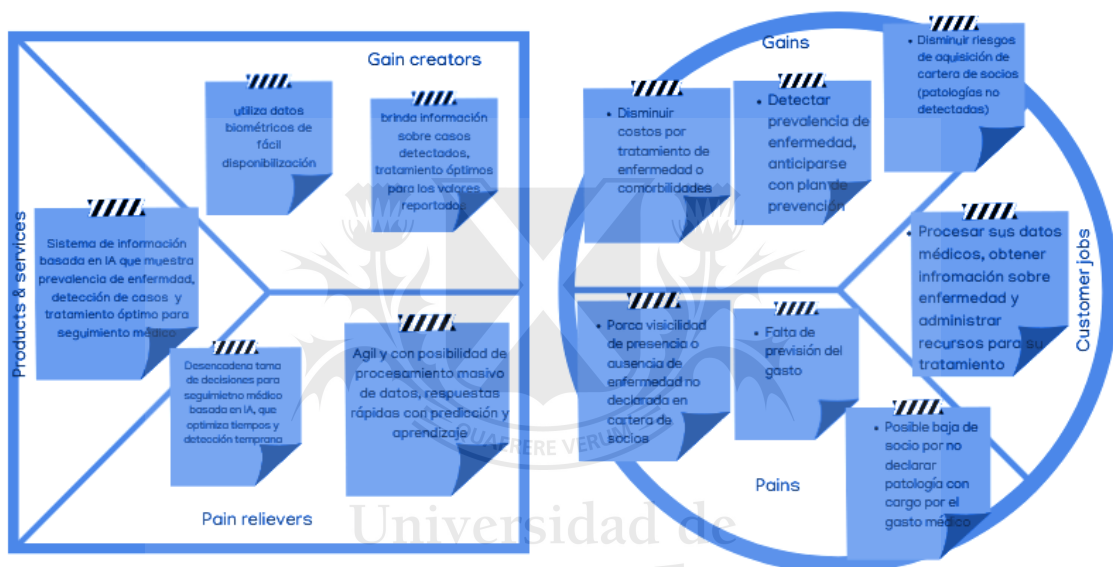 Products & services
Gain creators
utiliza datos
biométricos de
fácil
disponibilización
brinda información
sobre casos
detectados,
tratamiento óptimos
para los valores
reportados
Sistema de información
basada en IA que muestra
prevalencia de enfermdad,
detección de casos y
tratamiento óptimo para
seguimiento médico
Desencadena toma
de decisiones para
seguimietno médico
basada en IA, que
optimiza tiempos y
detección temprana
Agil y con posibilidad de
procesamiento masivo
de datos, respuestas
rápidas con predicción y
aprendizaje
Pain relievers
Gains
• Disminuir
costos por
tratamiento de
enfermedad o
comorbilidades
• Detectar
prevalencia de
enfermedad,
anticiparse
con plan de
prevención
• Disminuir riesgos
de aquisición de
cartera de socios
(patologías no
detectadas)
• Procesar sus datos
médicos, obtener
infromación sobre
enfermedad y
administrar
recursos para su
tratamiento
Customer jobs
• Porca visicilidad
de presencia o
ausencia de
enfermedad no
declarada en
cartera de
socios
• Falta de
previsión del
gasto
• Posible baja de
socio por no
declarar
patología con
cargo por el
gasto médico
Pains
QUAERERE VERUM
Universidad de